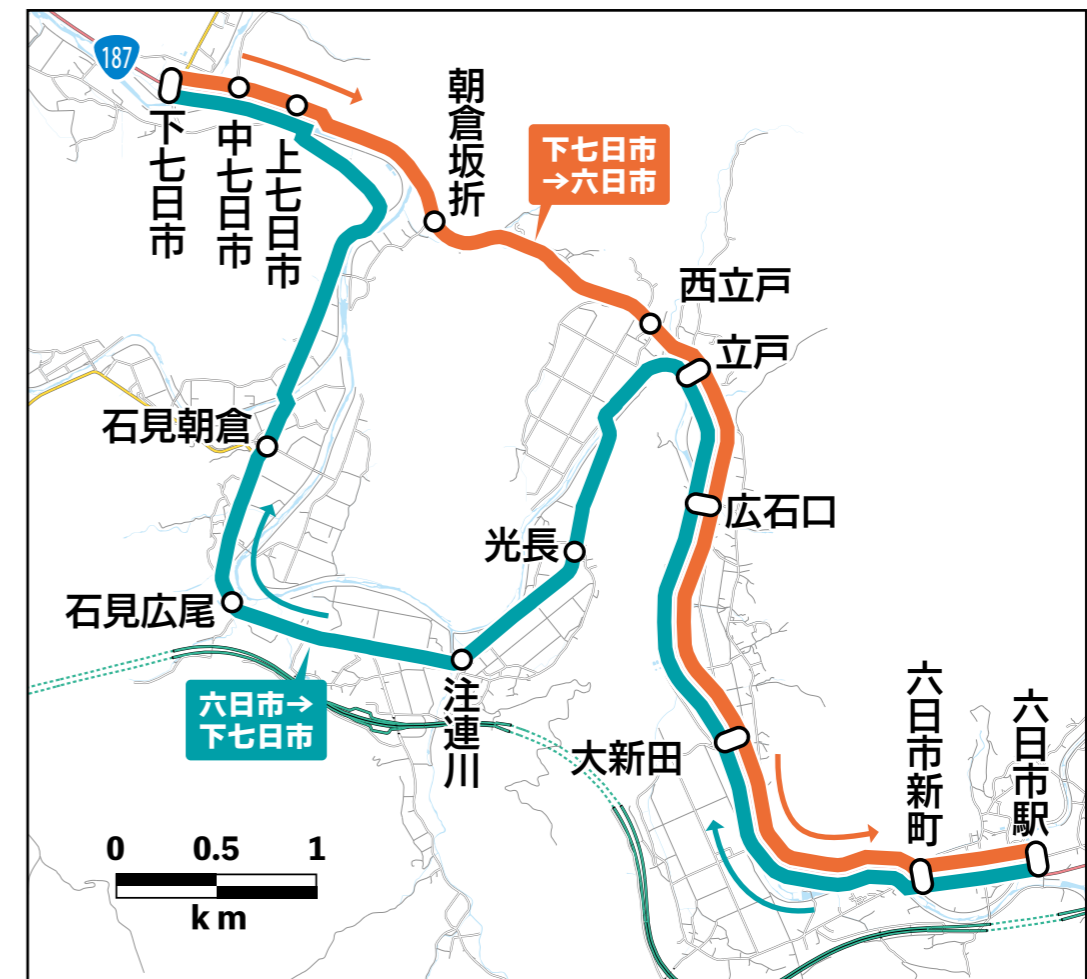 187
下七日市
中七日市
上七日市
朝倉坂折
下七日市
→六日市
西立戸
立戸
石見朝倉
広石口
光長
石見広尾
六日市→
下七日市
注連川
大新田
六日市新町
六日市駅
0 0.5 1
km